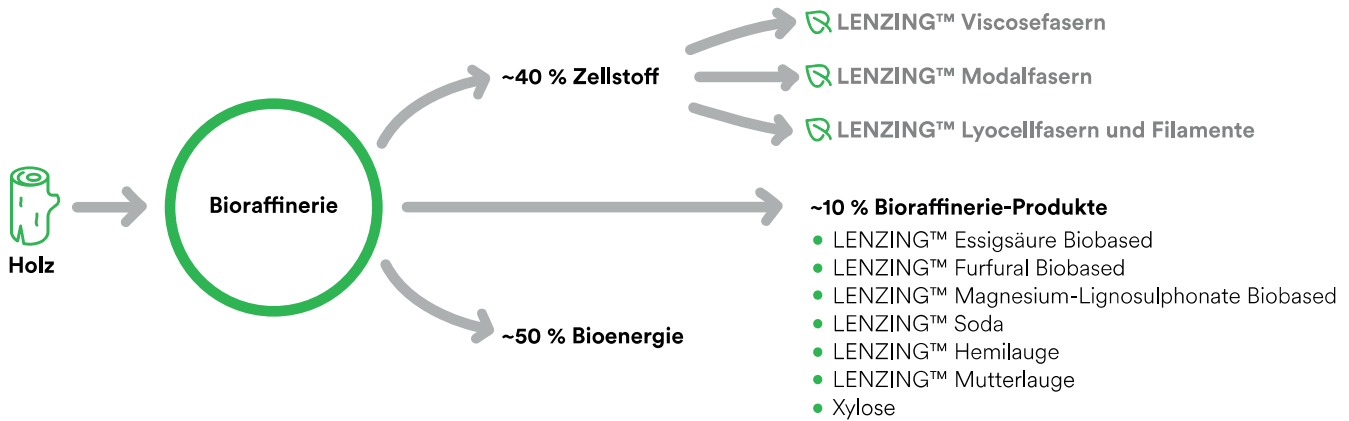 LENZING™ Viscosefasern
~40 % Zellstoff
LENZING™ Modalfasern
LENZING™ Lyocellfasern und Filamente
Holz
Bioraffinerie
~10 % Bioraffinerie-Produkte
LENZING™ Essigsäure Biobased
LENZING™ Furfural Biobased
LENZING™ Magnesium-Lignosulphonate Biobased
LENZING™ Soda
LENZING™ Hemilauge
LENZING™ Mutterlauge
Xylose
~50 % Bioenergie